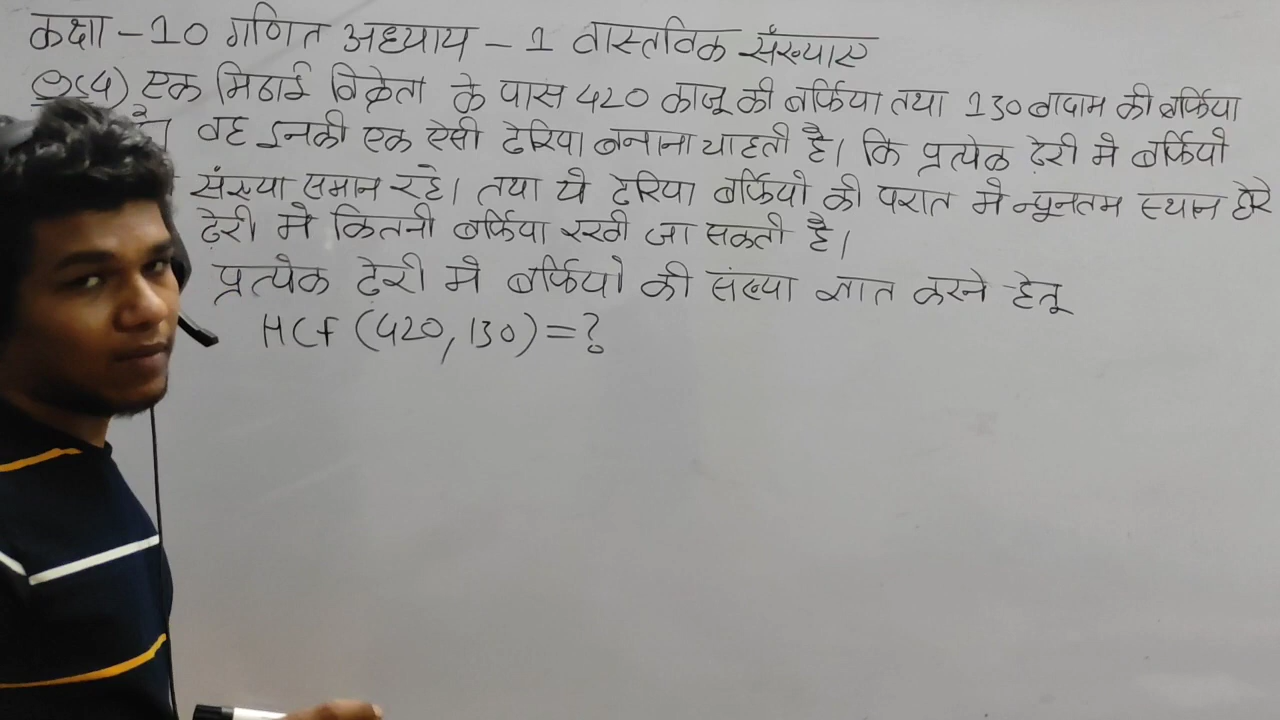 कक्षा - 10 गणित अध्याय - 1 वास्तविक संख्याए
Q(4) एक मिठाई विक्रेता के पास 420 काजू की बर्फिया तथा 130 बादाम की बर्फिया
है। वह इनकी एक ऐसी ढेरिया बनाना चाहती है। कि प्रत्येक ढ़ेरी मे बर्फियो
संख्या समान रहे। तथा ये ढेरिया बर्फियो की परात मे न्यूनतम स्थान घेरे
ढ़ेरी मे कितनी बर्फिया रखी जा सकती है।
प्रत्येक ढ़ेरी मे बर्फियो की संख्या ज्ञात करने हेतू
HCF (420, 130) = ?